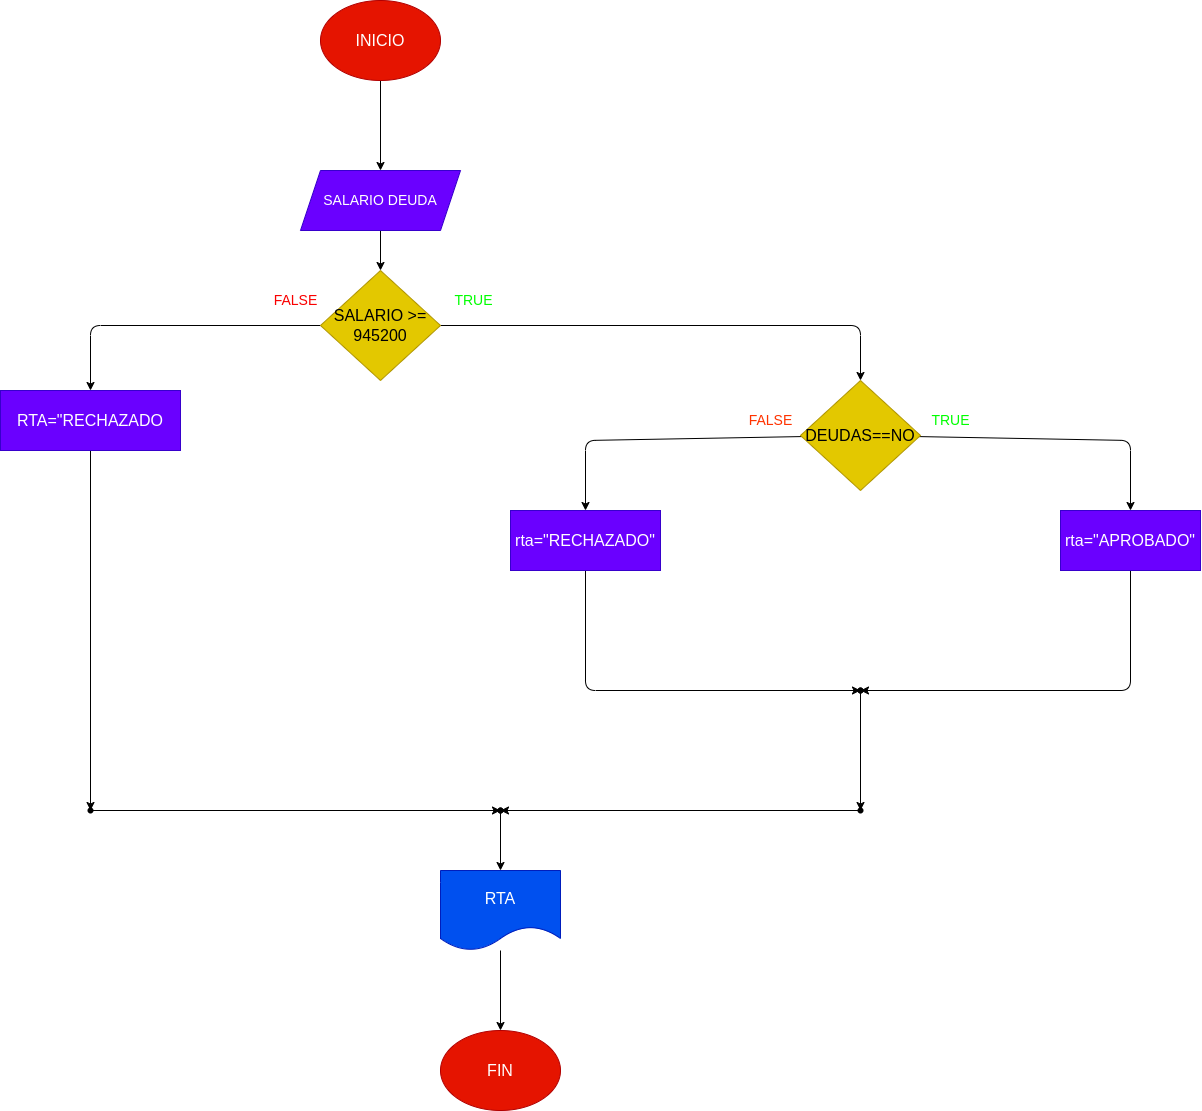 INICIO
SALARIO DEUDA
FALSE
TRUE
SALARIO >=
945200
RTA="RECHAZADO
FALSE
TRUE
DEUDAS==NO
rta="RECHAZADO"
rta="APROBADO"
RTA
FIN